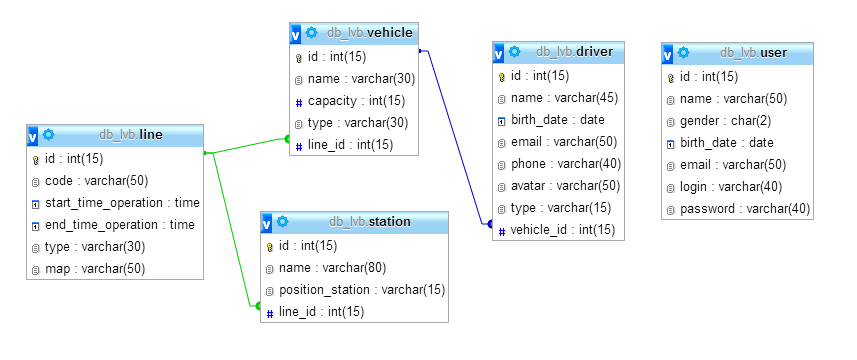 v db_lvb.line
id : int(15)
code : varchar(50)
start_time_operation : time
end_time_operation : time
type : varchar(30)
map : varchar(50)
v db_lvb.vehicle
id : int(15)
name : varchar(30)
# capacity : int(15)
type : varchar(30)
# line_id : int(15)
v db_lvb.station
id : int(15)
name : varchar(80)
position_station : varchar(15)
# line_id : int(15)
v db_lvb.driver
id : int(15)
name : varchar(45)
birth_date : date
email : varchar(50)
phone : varchar(40)
avatar : varchar(50)
type : varchar(15)
# vehicle_id : int(15)
v db_lvb.user
id : int(15)
name : varchar(50)
gender : char(2)
birth_date : date
email : varchar(50)
login : varchar(40)
password : varchar(40)